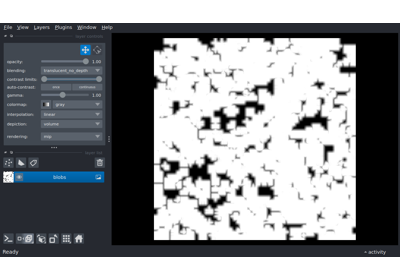 File View Layers Plugins Window Help
opacity: 1.00
blending: translucent_no_depth
contrast limits:
auto-contrast: once continuous
gamma: 1.00
colormap: gray
interpolation: linear
depiction: volume
rendering: mip
blobs
Ready
activity